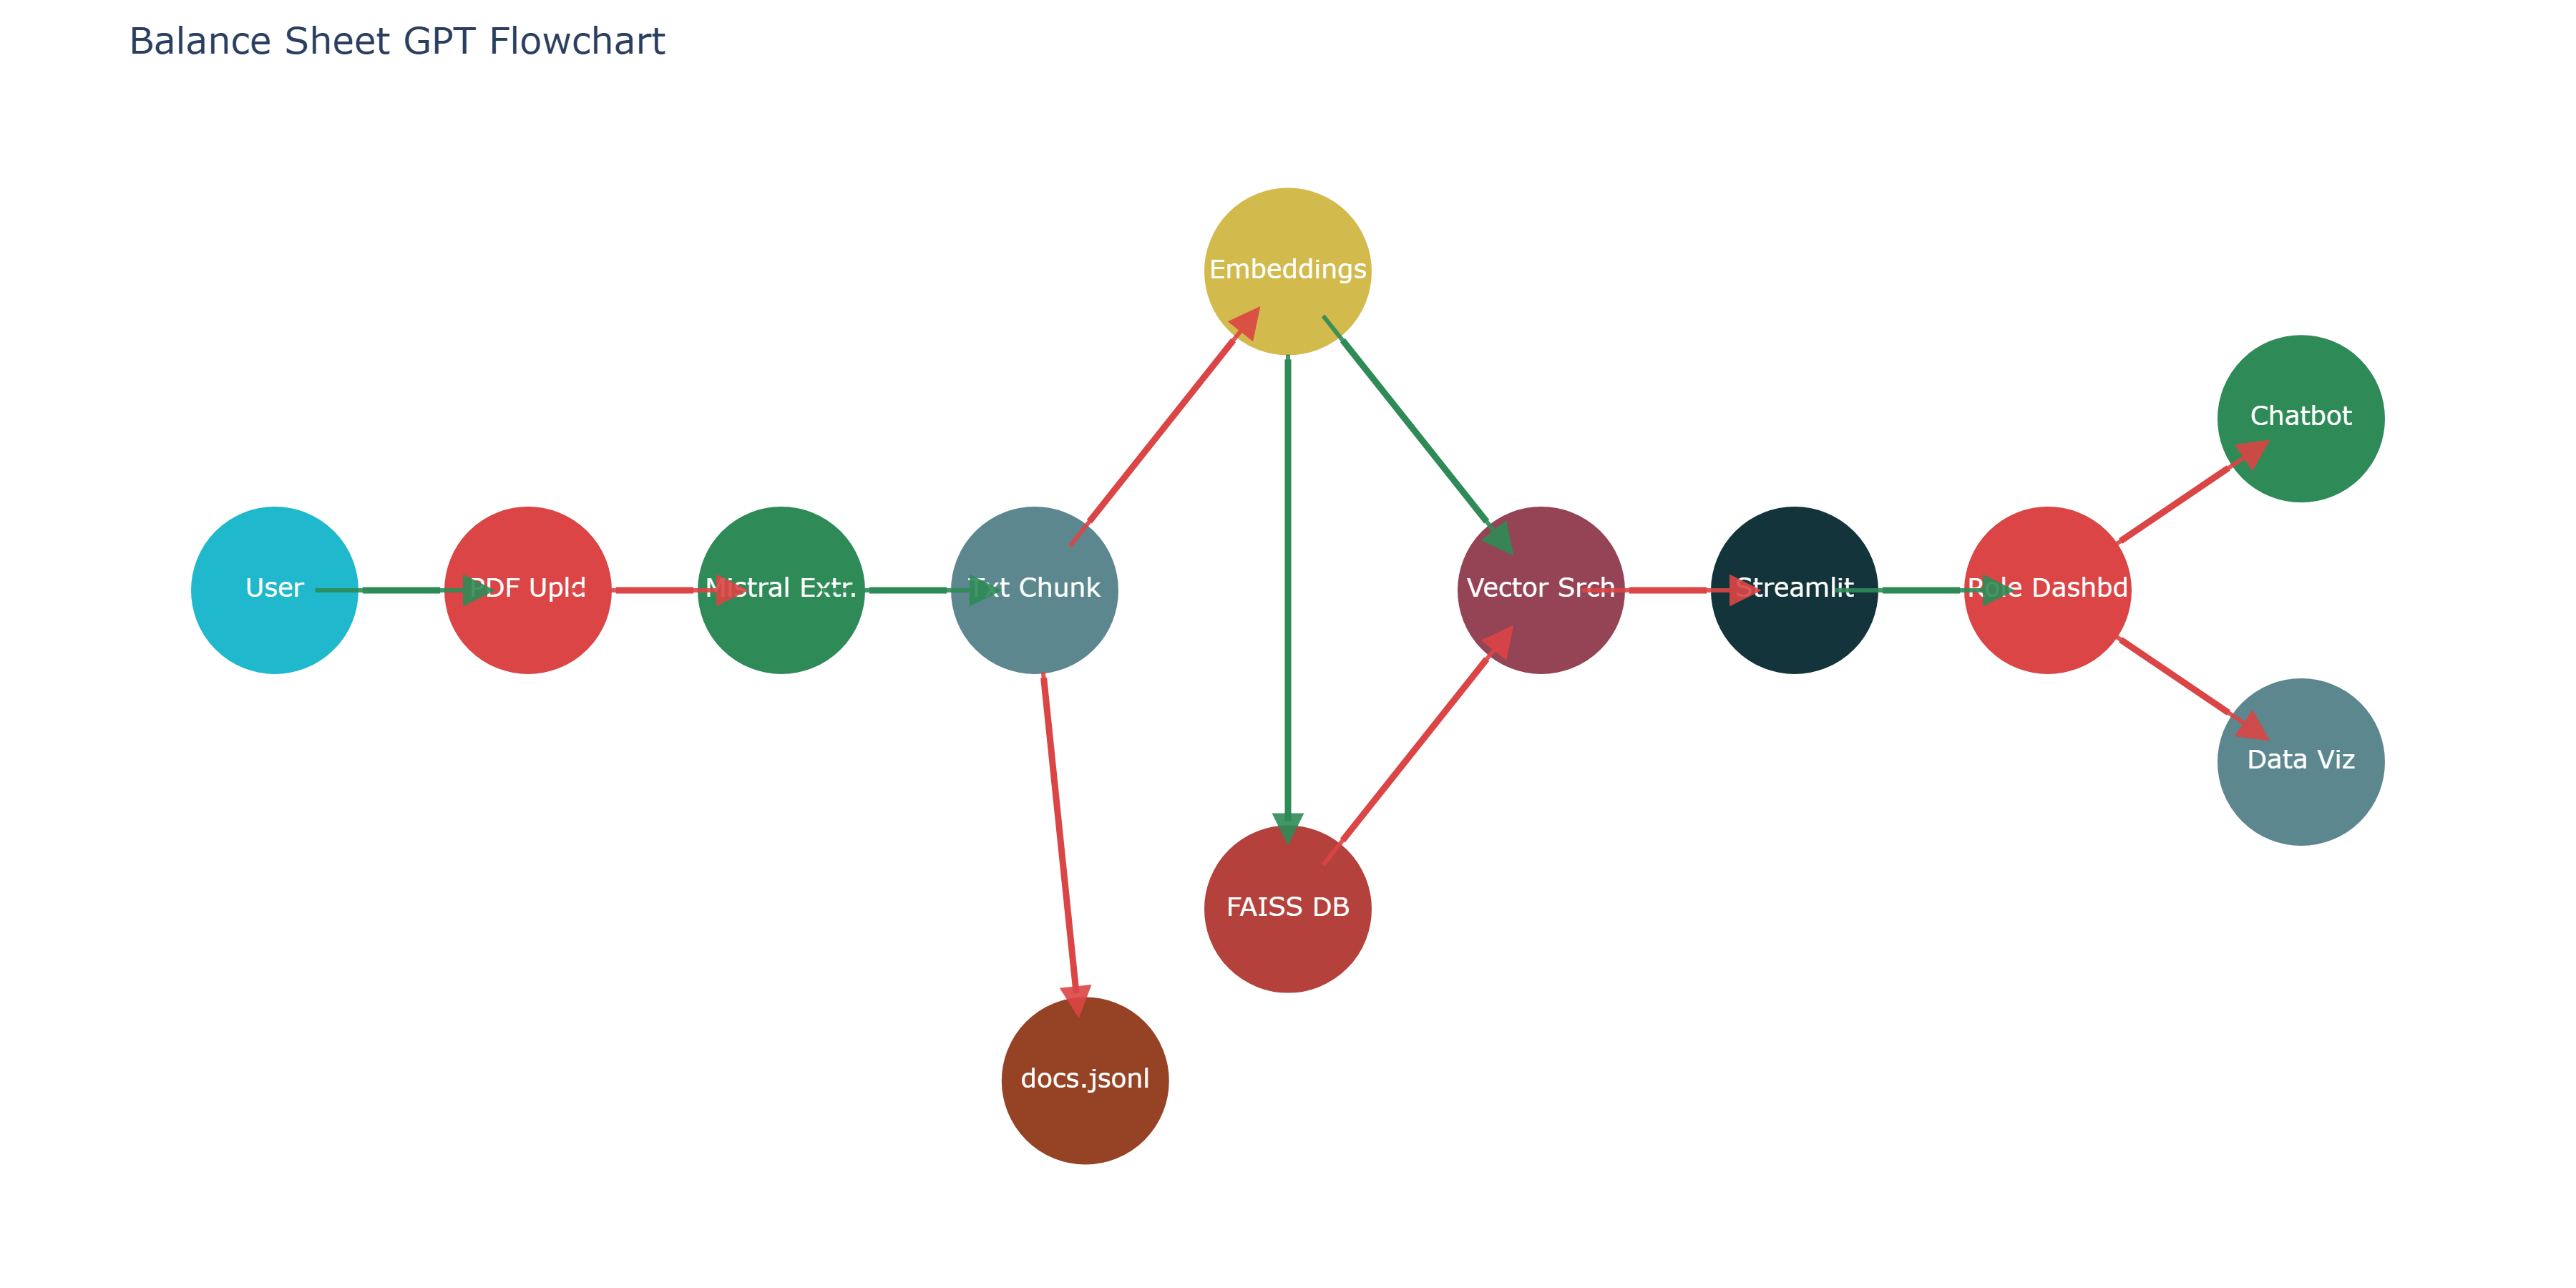 Balance Sheet GPT Flowchart
Embeddings
Chatbot
User
PDF Upld
Mistral Extr.
Txt Chunk
Vector Srch
Streamlit
Role Dashbd
Data Viz
FAISS DB
docs.jsonl